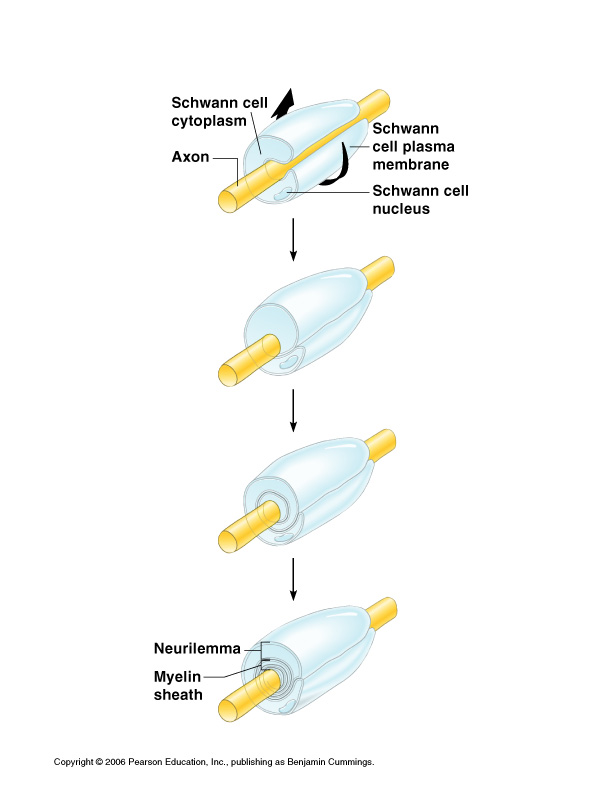 Schwann cell
cytoplasm
Axon
Schwann
cell plasma
membrane
Schwann cell
nucleus
Neurilemma
Myelin
sheath
Copyright © 2006 Pearson Education, Inc., publishing as Benjamin Cummings.